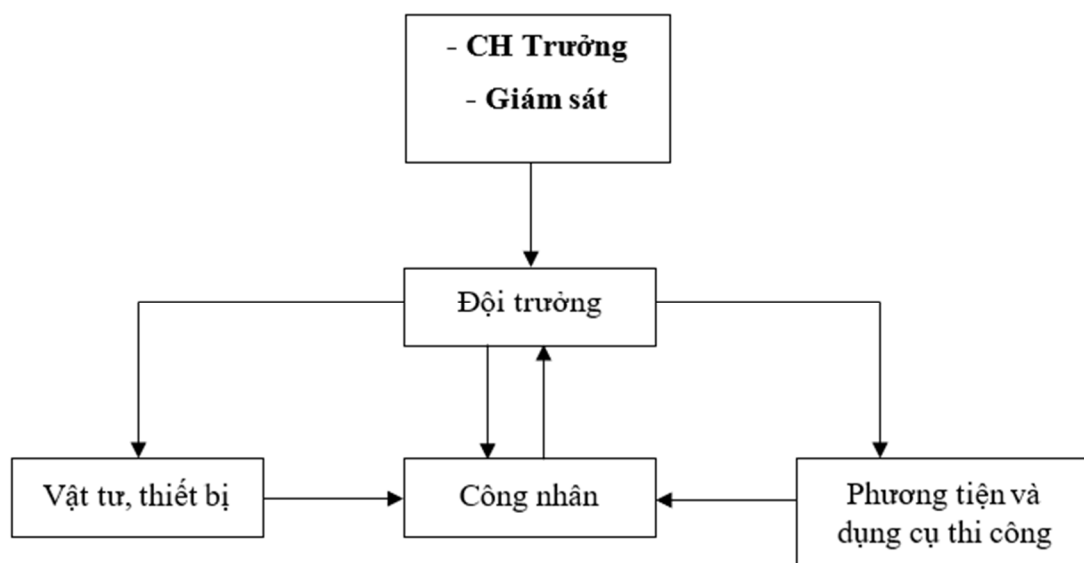 - CH Trưởng
- Giám sát
Đội trưởng
Vật tư, thiết bị
Công nhân
Phương tiện và
dụng cụ thi công